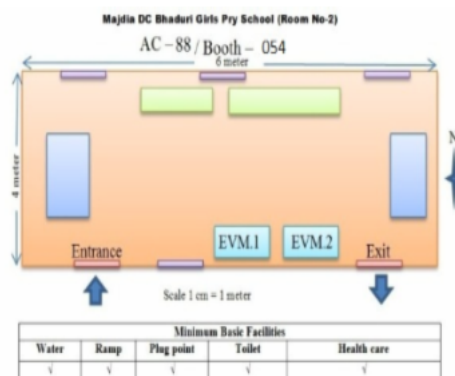 Majdia DC Bhaduri Girls Pry School (Room No-2)
AC-88/Booth- 054
6 meter
4 meter
N
EVM.1 EVM.2
Entrance Exit
Scale 1 cm = 1 meter
Minimum Basic Facilities
Water Ramp Plug point Toilet Health care
√ √ √ √ √